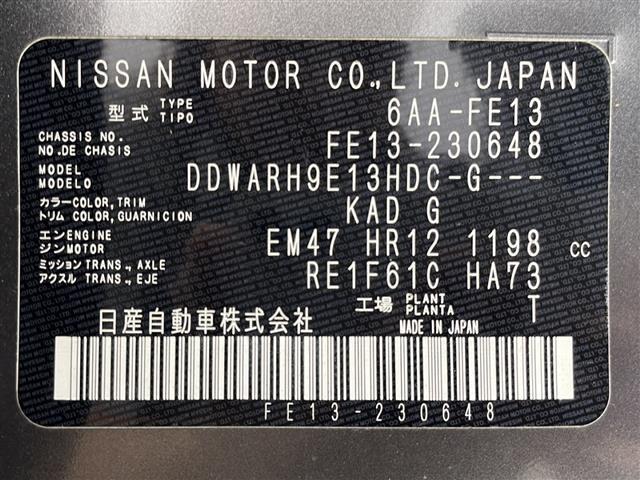 NISSAN MOTOR CO.,LTD. JAPAN
型式 TYPE TIPO 6AA-FE13
CHASSIS NO. NO.DE CHASIS FE13-230648
MODEL MODELO DDWARH9E13HDC-G---
カラー COLOR,TRIM トリム COLOR,GUARNICION KAD G
エンジン ENGINE MOTOR EM47 HR12 1198 cc
ミッション TRANS., AXLE アクスル TRANS., EJE RE1F61C HA73
工場 PLANT PLANTA T
日産自動車株式会社 MADE IN JAPAN
FE13-230648